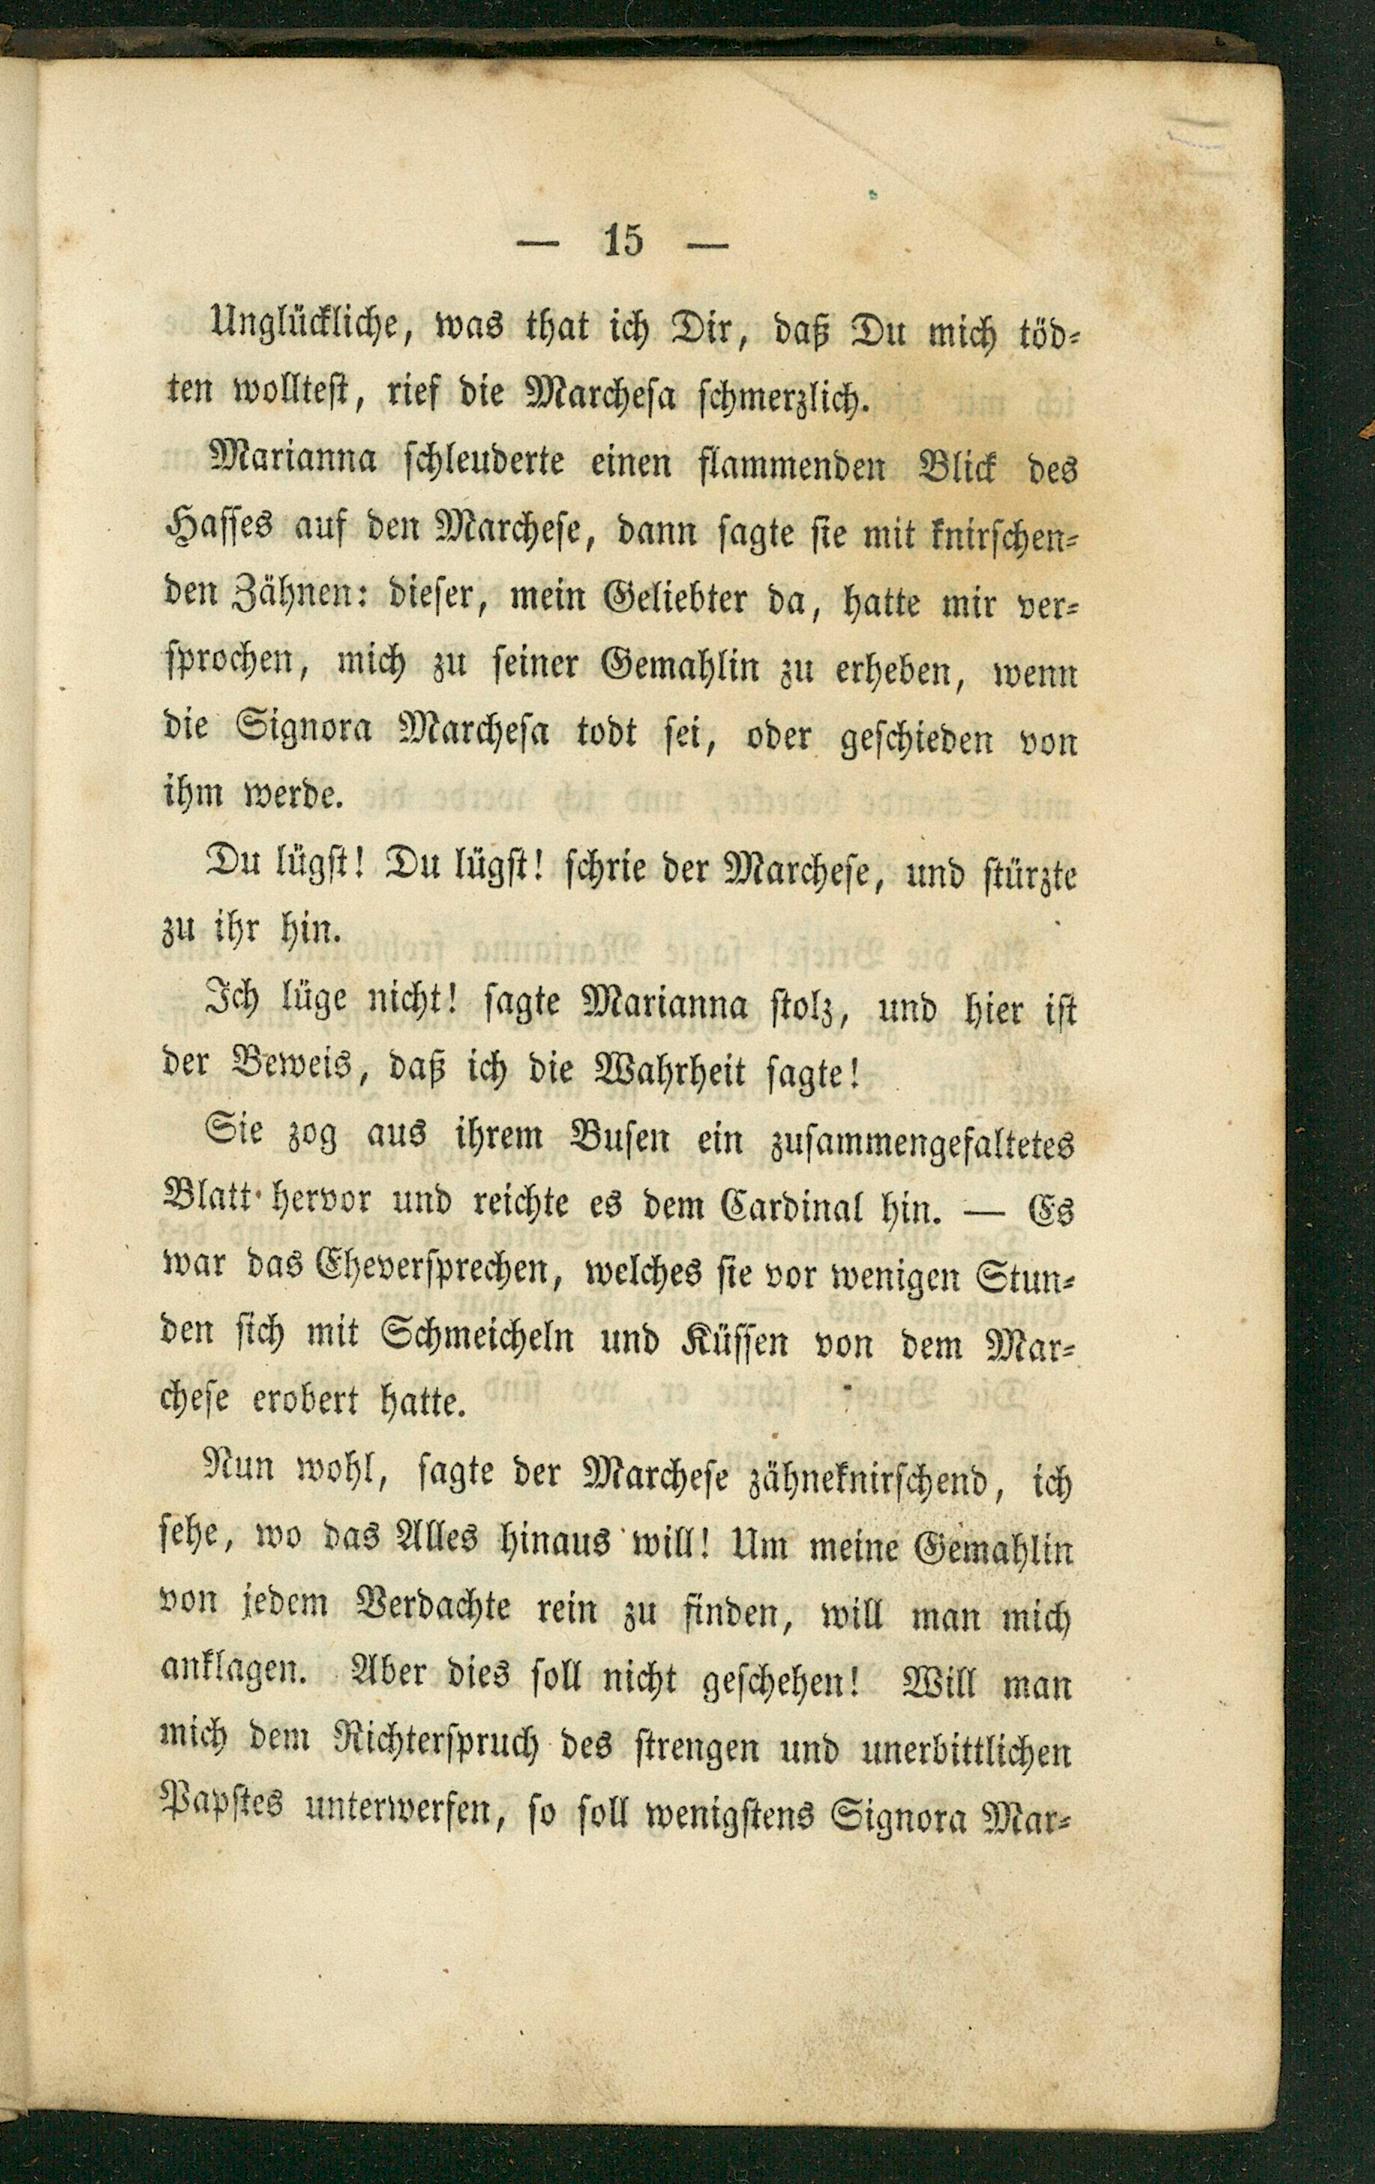 — 15 —
Unglückliche, was that ich Dir, daß Du mich töd-
ten wolltest, rief die Marchesa schmerzlich.
Marianna schleuderte einen flammenden Blick des
Hasses auf den Marchese, dann sagte sie mit knirschen-
den Zähnen: dieser, mein Geliebter da, hatte mir ver-
sprochen, mich zu seiner Gemahlin zu erheben, wenn
die Signora Marchesa todt sei, oder geschieden von
ihm werde.
Du lügst! Du lügst! schrie der Marchese, und stürzte
zu ihr hin.
Ich lüge nicht! sagte Marianna stolz, und hier ist
der Beweis, daß ich die Wahrheit sagte!
Sie zog aus ihrem Busen ein zusammengefaltetes
Blatt hervor und reichte es dem Cardinal hin. — Es
war das Eheversprechen, welches sie vor wenigen Stun-
den sich mit Schmeicheln und Küssen von dem Mar-
chese erobert hatte.
Nun wohl, sagte der Marchese zähneknirschend, ich
sehe, wo das Alles hinaus will! Um meine Gemahlin
von jedem Verdachte rein zu finden, will man mich
anklagen. Aber dies soll nicht geschehen! Will man
mich dem Richterspruch des strengen und unerbittlichen
Papstes unterwerfen, so soll wenigstens Signora Mar-